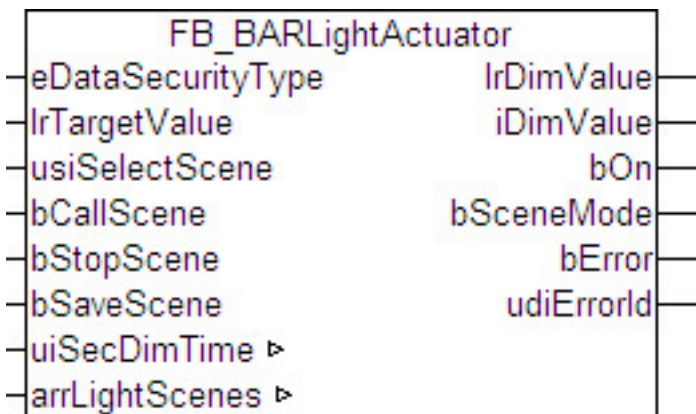 FB_BARLightActuator
eDataSecurityType lrDimValue
lrTargetValue iDimValue
usiSelectScene bOn
bCallScene bSceneMode
bStopScene bError
bSaveScene udiErrorId
uiSecDimTime
arrLightScenes